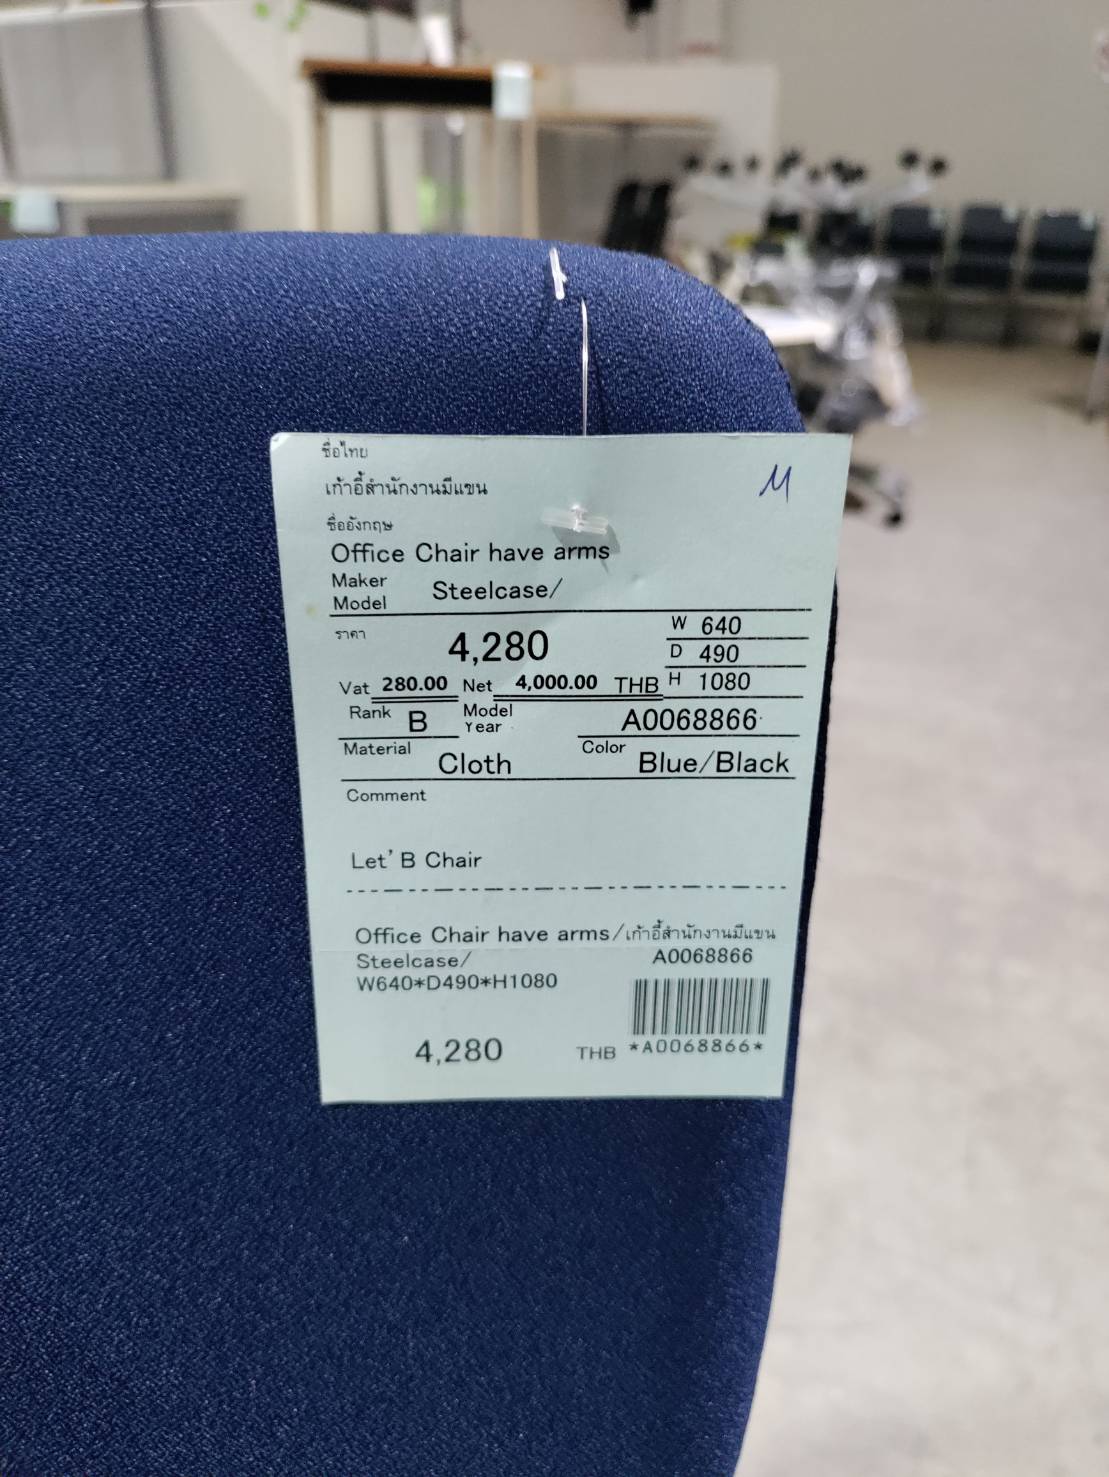 ชื่อไทย
เก้าอี้สำนักงานมีแขน
ชื่ออังกฤษ
Office Chair have arms
Maker
Model Steelcase/
ราคา 4,280
W 640
D 490
H 1080
Vat 280.00 Net 4,000.00 THB
Rank B Model Year A0068866
Material Cloth Color Blue/Black
Comment
Let' B Chair
Office Chair have arms/เก้าอี้สำนักงานมีแขน
Steelcase/ A0068866
W640*D490*H1080
4,280 THB *A0068866*